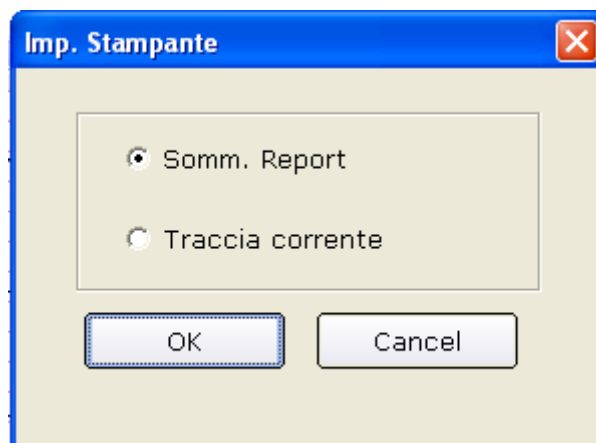 Imp. Stampante
Somm. Report
Traccia corrente
OK
Cancel